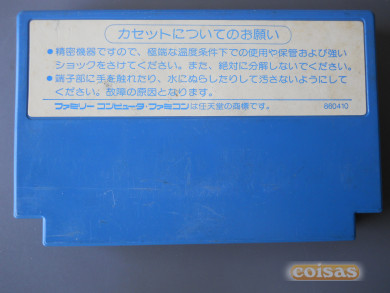 カセットについてのお願い
●精密機器ですので、極端な温度条件下での使用や保管および強い
ショックをさけてください。また、絶対に分解しないでください。
●端子部に手を触れたり、水にぬらしたりして汚さないようにして
ください。故障の原因となります。
ファミリーコンピュータ・ファミコンは任天堂の商標です。 860410
coisas